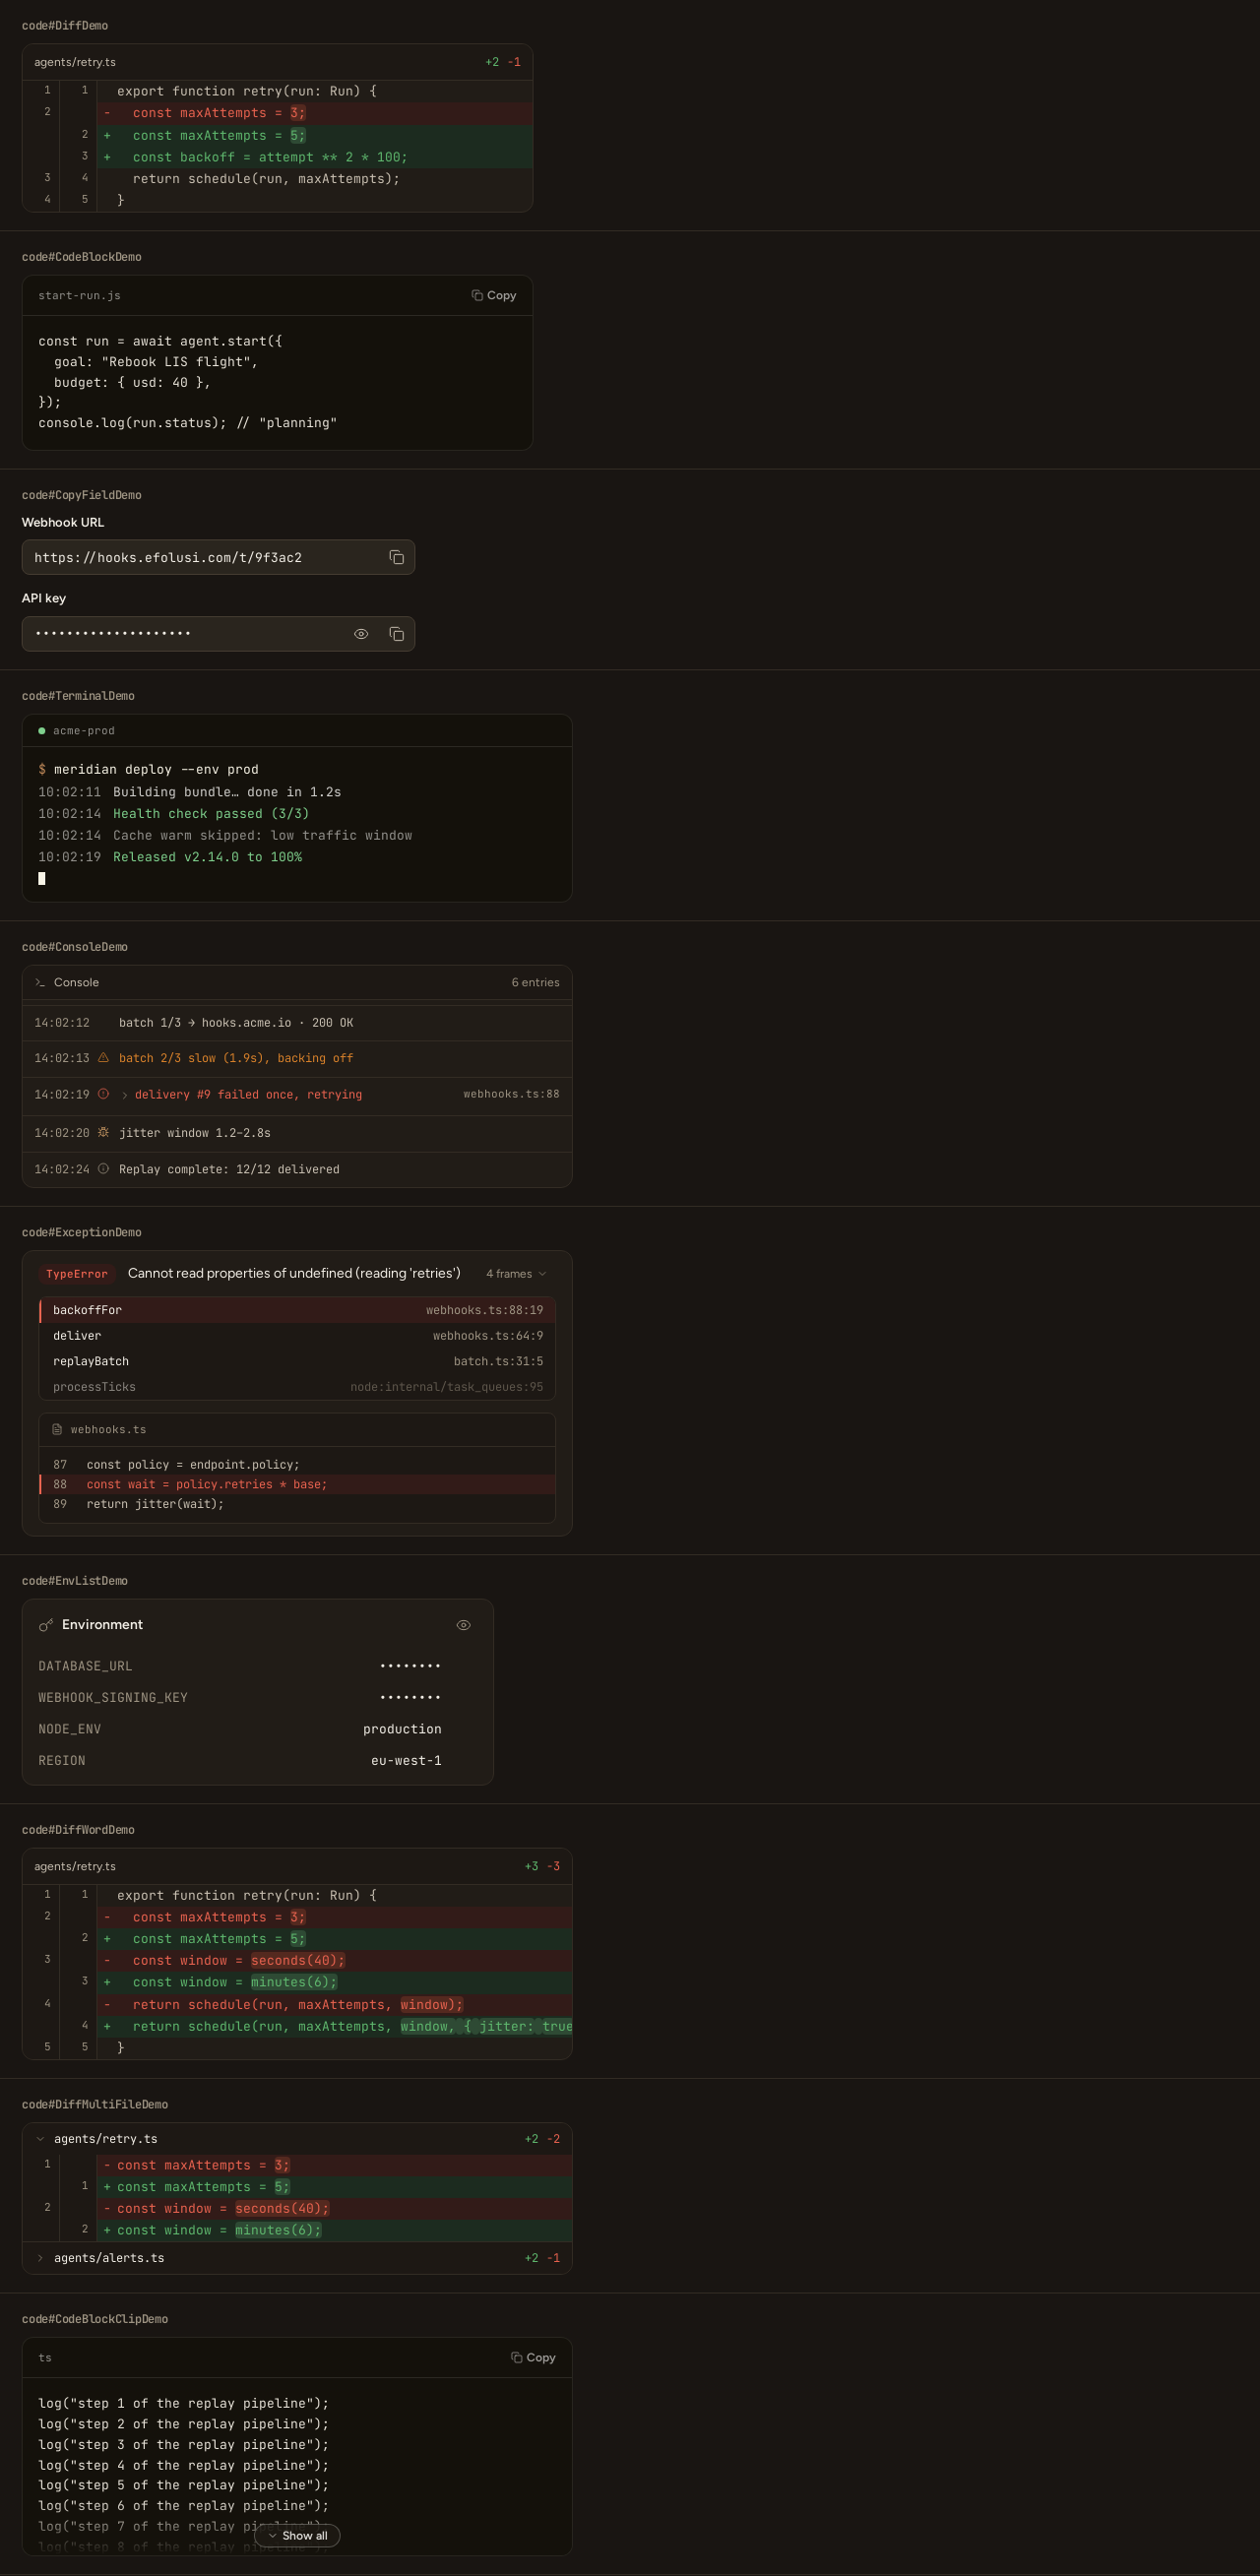 code#DiffDemo
agents/retry.ts +2 -1
1 1 export function retry(run: Run) {
2 - const maxAttempts = 3;
2 + const maxAttempts = 5;
3 + const backoff = attempt ** 2 * 100;
3 4 return schedule(run, maxAttempts);
4 5 }
code#CodeBlockDemo
start-run.js Copy
const run = await agent.start({
goal: "Rebook LIS flight",
budget: { usd: 40 },
});
console.log(run.status); // "planning"
code#CopyFieldDemo
Webhook URL
https://hooks.efolusi.com/t/9f3ac2
API key
••••••••••••••••••••
code#TerminalDemo
acme-prod
$ meridian deploy --env prod
10:02:11 Building bundle… done in 1.2s
10:02:14 Health check passed (3/3)
10:02:14 Cache warm skipped: low traffic window
10:02:19 Released v2.14.0 to 100%
code#ConsoleDemo
Console 6 entries
14:02:12 batch 1/3 → hooks.acme.io · 200 OK
14:02:13 batch 2/3 slow (1.9s), backing off
14:02:19 delivery #9 failed once, retrying webhooks.ts:88
14:02:20 jitter window 1.2–2.8s
14:02:24 Replay complete: 12/12 delivered
code#ExceptionDemo
TypeError Cannot read properties of undefined (reading 'retries') 4 frames
backoffFor webhooks.ts:88:19
deliver webhooks.ts:64:9
replayBatch batch.ts:31:5
processTicks node:internal/task_queues:95
webhooks.ts
87 const policy = endpoint.policy;
88 const wait = policy.retries * base;
89 return jitter(wait);
code#EnvListDemo
Environment
DATABASE_URL ••••••••
WEBHOOK_SIGNING_KEY ••••••••
NODE_ENV production
REGION eu-west-1
code#DiffWordDemo
agents/retry.ts +3 -3
1 1 export function retry(run: Run) {
2 - const maxAttempts = 3;
2 + const maxAttempts = 5;
3 - const window = seconds(40);
3 + const window = minutes(6);
4 - return schedule(run, maxAttempts, window);
4 + return schedule(run, maxAttempts, window, { jitter: true
5 5 }
code#DiffMultiFileDemo
agents/retry.ts +2 -2
1 - const maxAttempts = 3;
1 + const maxAttempts = 5;
2 - const window = seconds(40);
2 + const window = minutes(6);
agents/alerts.ts +2 -1
code#CodeBlockClipDemo
ts Copy
log("step 1 of the replay pipeline");
log("step 2 of the replay pipeline");
log("step 3 of the replay pipeline");
log("step 4 of the replay pipeline");
log("step 5 of the replay pipeline");
log("step 6 of the replay pipeline");
log("step 7 of the replay pipeline");
Show all
log("step 8 of the replay pipeline");